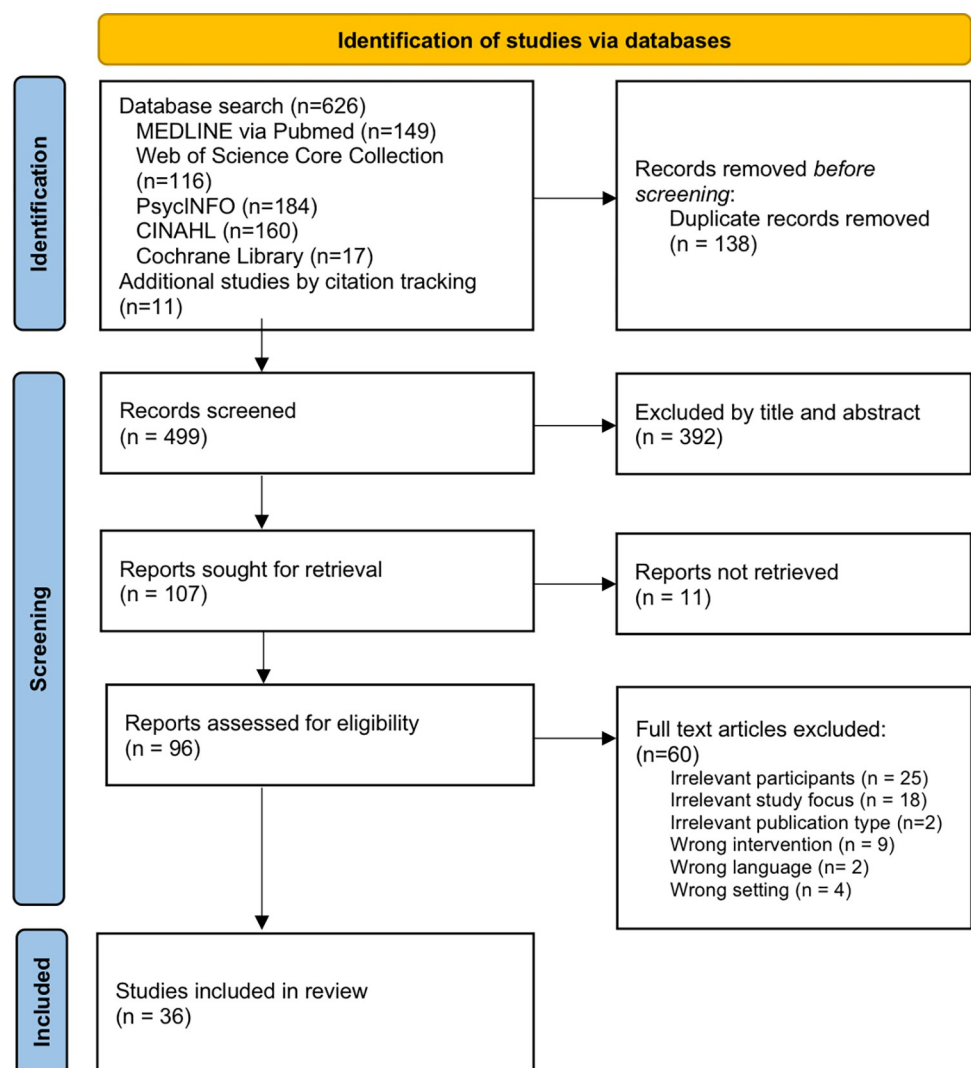 Identification of studies via databases
Identification
Database search (n=626)
MEDLINE via Pubmed (n=149)
Web of Science Core Collection
(n=116)
PsycINFO (n=184)
CINAHL (n=160)
Cochrane Library (n=17)
Additional studies by citation tracking
(n=11)
Records removed before
screening:
Duplicate records removed
(n = 138)
Screening
Records screened
(n = 499)
Excluded by title and abstract
(n = 392)
Reports sought for retrieval
(n = 107)
Reports not retrieved
(n = 11)
Reports assessed for eligibility
(n = 96)
Full text articles excluded:
(n=60)
Irrelevant participants (n = 25)
Irrelevant study focus (n = 18)
Irrelevant publication type (n=2)
Wrong intervention (n = 9)
Wrong language (n= 2)
Wrong setting (n = 4)
Included
Studies included in review
(n = 36)